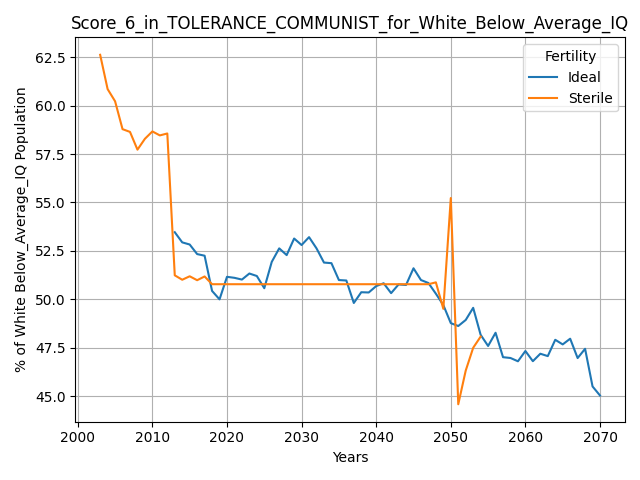 Score_6_in_TOLERANCE_COMMUNIST_for_White_Below_Average_IQ
% of White Below_Average_IQ Population
62.5
60.0
57.5
55.0
52.5
50.0
47.5
45.0
Fertility
Ideal
Sterile
2000 2010 2020 2030 2040 2050 2060 2070
Years